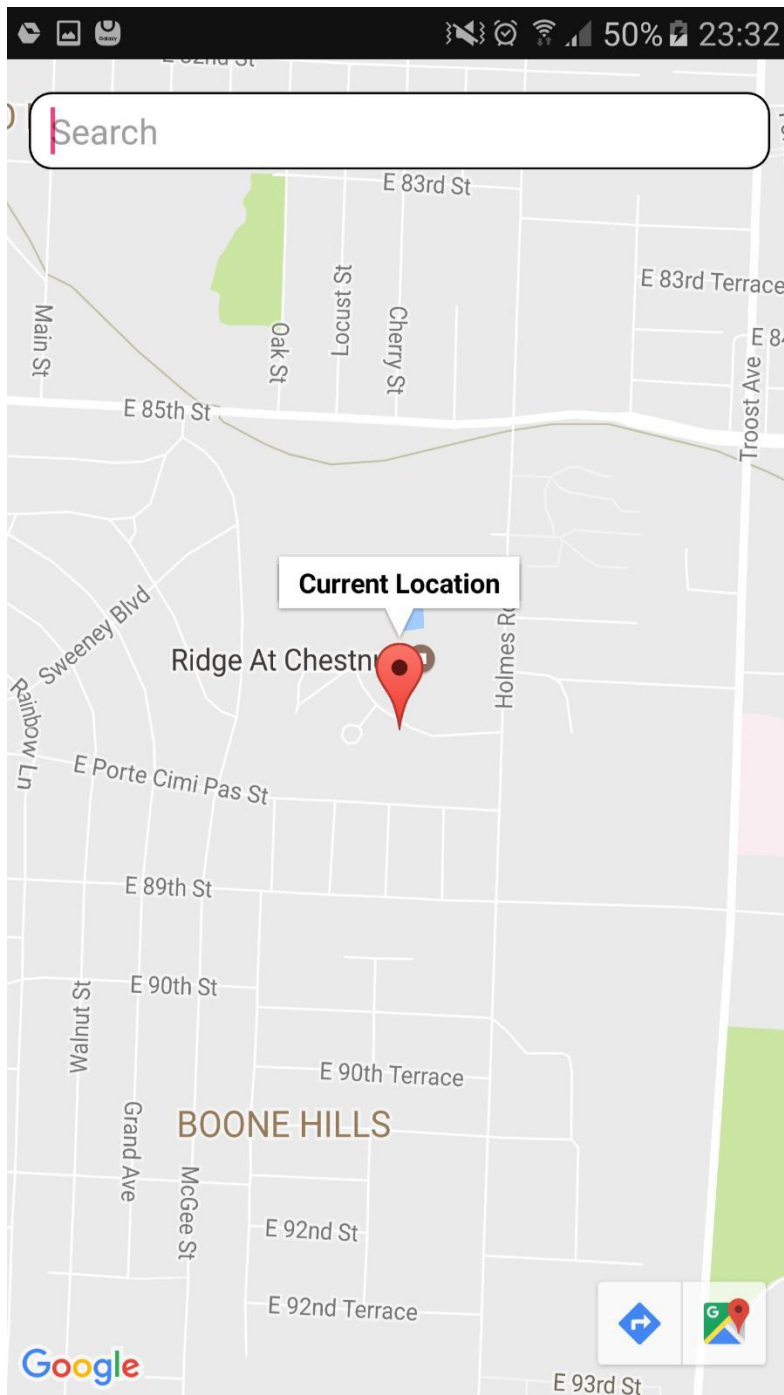 50% 23:32
Search
E 83rd St
E 83rd Terrace
Main St
Oak St
Locust St
Cherry St
Troost Ave
E 85th St
Current Location
Sweeney Blvd
Ridge At Chestn
Holmes
Rainbow Ln
E Porte Cimi Pas St
E 89th St
E 90th St
Walnut St
E 90th Terrace
BOONE HILLS
Grand Ave
McGee St
E 92nd St
E 92nd Terrace
G
Google
E 93rd St